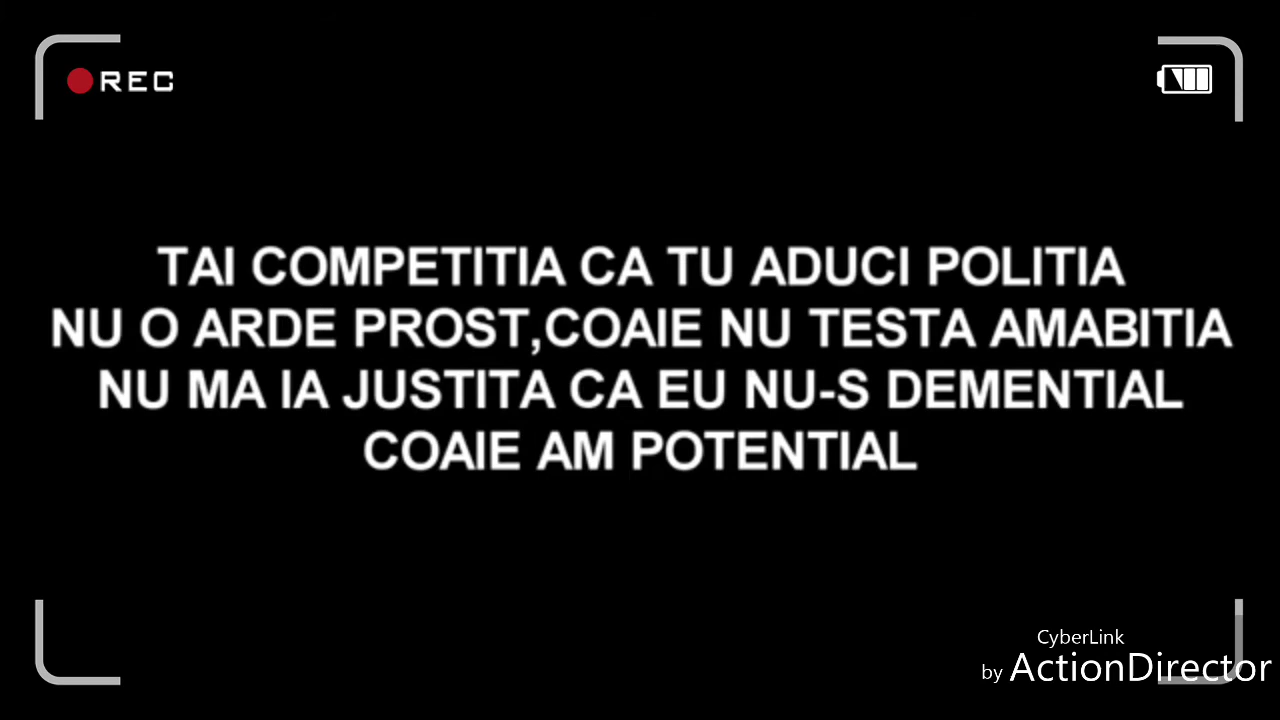 REC
TAI COMPETITIA CA TU ADUCI POLITIA
NU O ARDE PROST,COAIE NU TESTA AMABITIA
NU MA IA JUSTITA CA EU NU-S DEMENTIAL
COAIE AM POTENTIAL
CyberLink
by ActionDirector